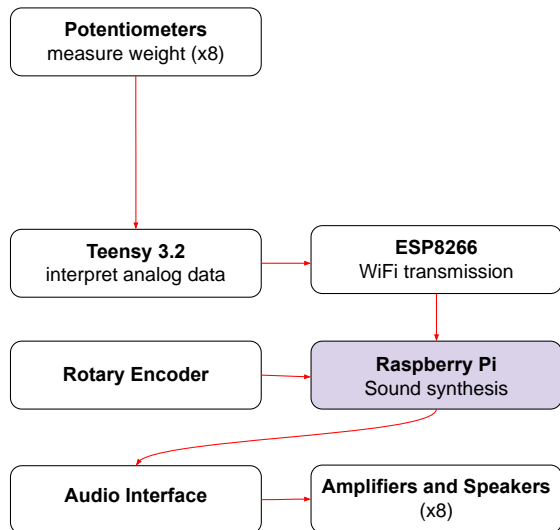 Potentiometers
measure weight (x8)
Teensy 3.2
interpret analog data
ESP8266
WiFi transmission
Rotary Encoder
Raspberry Pi
Sound synthesis
Audio Interface
Amplifiers and Speakers
(x8)